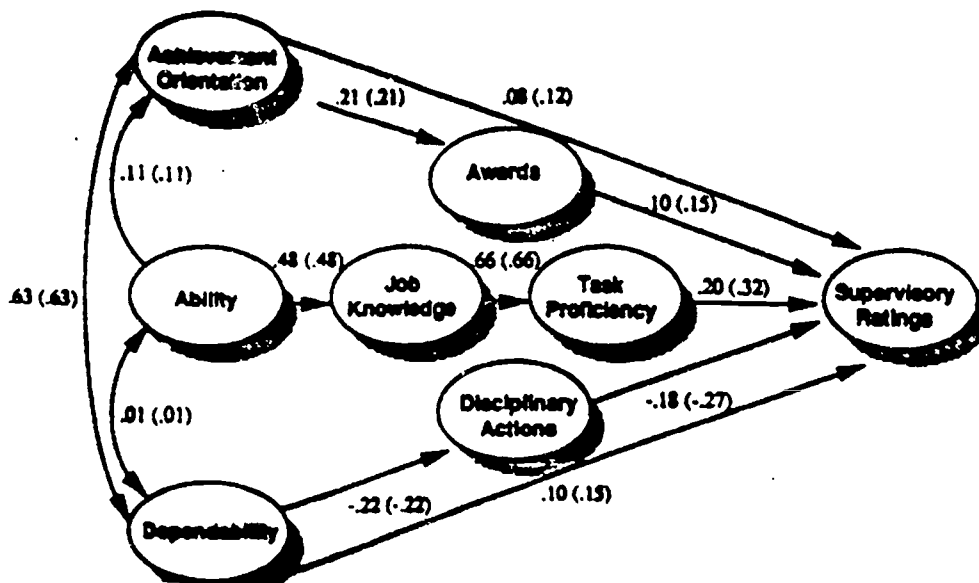 Achievement
Orientation
.21 (.21)
.08 (.12)
Awards
.11 (.11)
.10 (.15)
.48 (.48)
.66 (.66)
.63 (.63)
Ability
Job
Knowledge
Task
Proficiency
.20 (.32)
Supervisory
Ratings
.01 (.01)
Disciplinary
Actions
-.18 (-.27)
-.22 (-.22)
.10 (.15)
Dependability